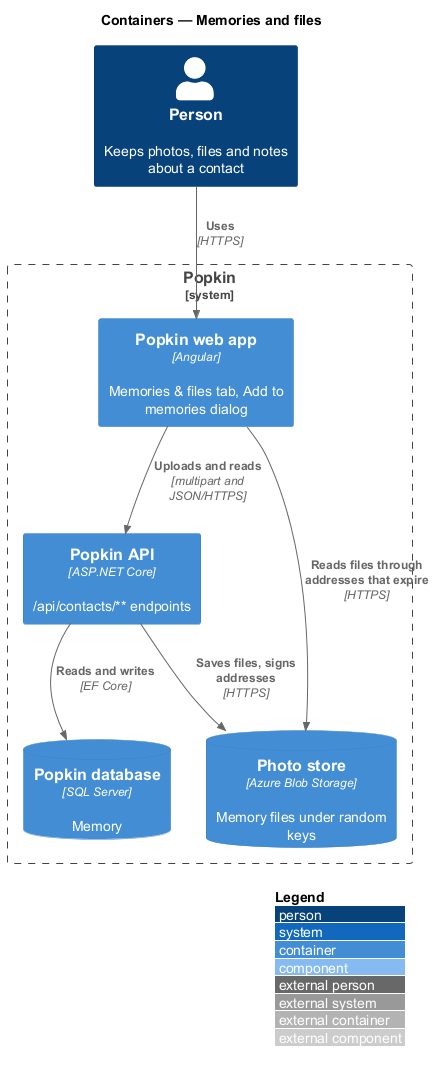 Containers — Memories and files
Person
Keeps photos, files and notes
about a contact
Uses
[HTTPS]
Popkin
[system]
Popkin web app
[Angular]
Memories & files tab, Add to
memories dialog
Uploads and reads
[multipart and
JSON/HTTPS]
Reads files through
addresses that expire
[HTTPS]
Popkin API
[ASP.NET Core]
/api/contacts/** endpoints
Reads and writes
[EF Core]
Saves files, signs
addresses
[HTTPS]
Popkin database
[SQL Server]
Memory
Photo store
[Azure Blob Storage]
Memory files under random
keys
Legend
person
system
container
component
external person
external system
external container
external component